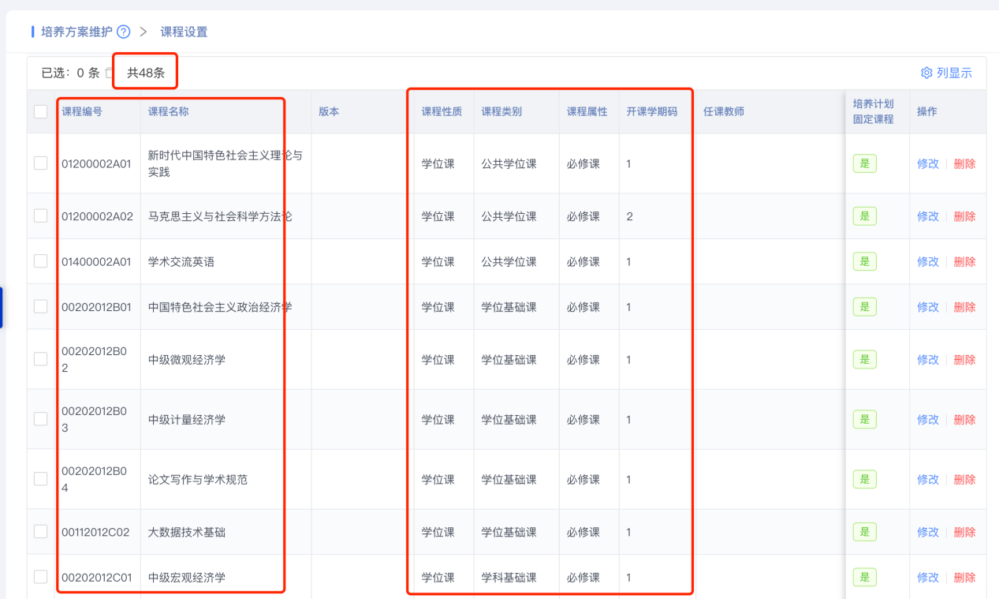 培养方案维护 ? > 课程设置
已选：0 条 共48条 列显示
课程编号 课程名称 版本 课程性质 课程类别 课程属性 开课学期码 任课教师 培养计划 操作
固定课程
01200002A01 新时代中国特色社会主义理论与 学位课 公共学位课 必修课 1 是 修改 删除
实践
01200002A02 马克思主义与社会科学方法论 学位课 公共学位课 必修课 2 是 修改 删除
01400002A01 学术交流英语 学位课 公共学位课 必修课 1 是 修改 删除
00202012B01 中国特色社会主义政治经济学 学位课 学位基础课 必修课 1 是 修改 删除
00202012B0 中级微观经济学 学位课 学位基础课 必修课 1 是 修改 删除
2
00202012B0 中级计量经济学 学位课 学位基础课 必修课 1 是 修改 删除
3
00202012B0 论文写作与学术规范 学位课 学位基础课 必修课 1 是 修改 删除
4
00112012C02 大数据技术基础 学位课 学位基础课 必修课 1 是 修改 删除
00202012C01 中级宏观经济学 学位课 学科基础课 必修课 1 是 修改 删除